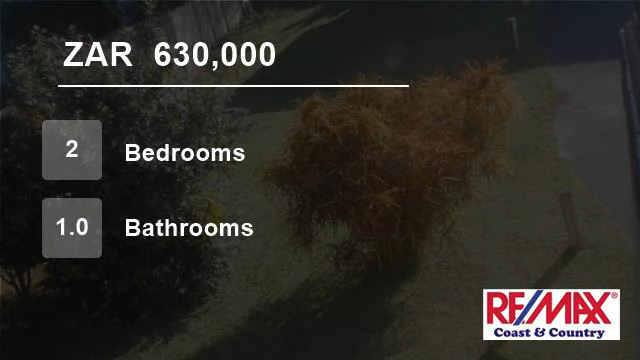 ZAR 630,000
2 Bedrooms
1.0 Bathrooms
RE/MAX®
Coast & Country